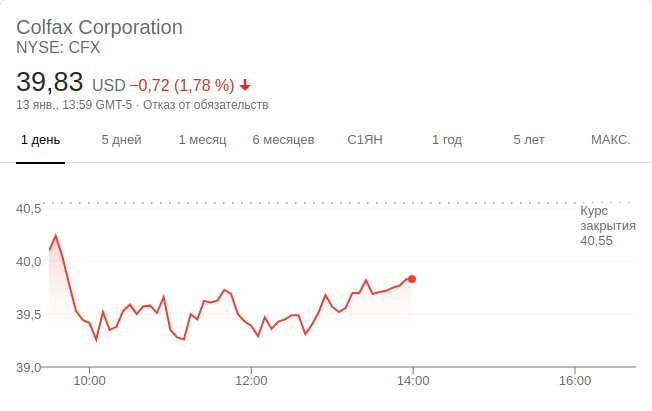 Colfax Corporation
NYSE: CFX
39,83 USD −0,72 (1,78 %)
13 янв., 13:59 GMT-5 · Отказ от обязательств
1 день 5 дней 1 месяц 6 месяцев С1ЯН 1 год 5 лет МАКС.
40,5
Курс
закрытия
40,55
40,0
39,5
39,0
10:00 12:00 14:00 16:00